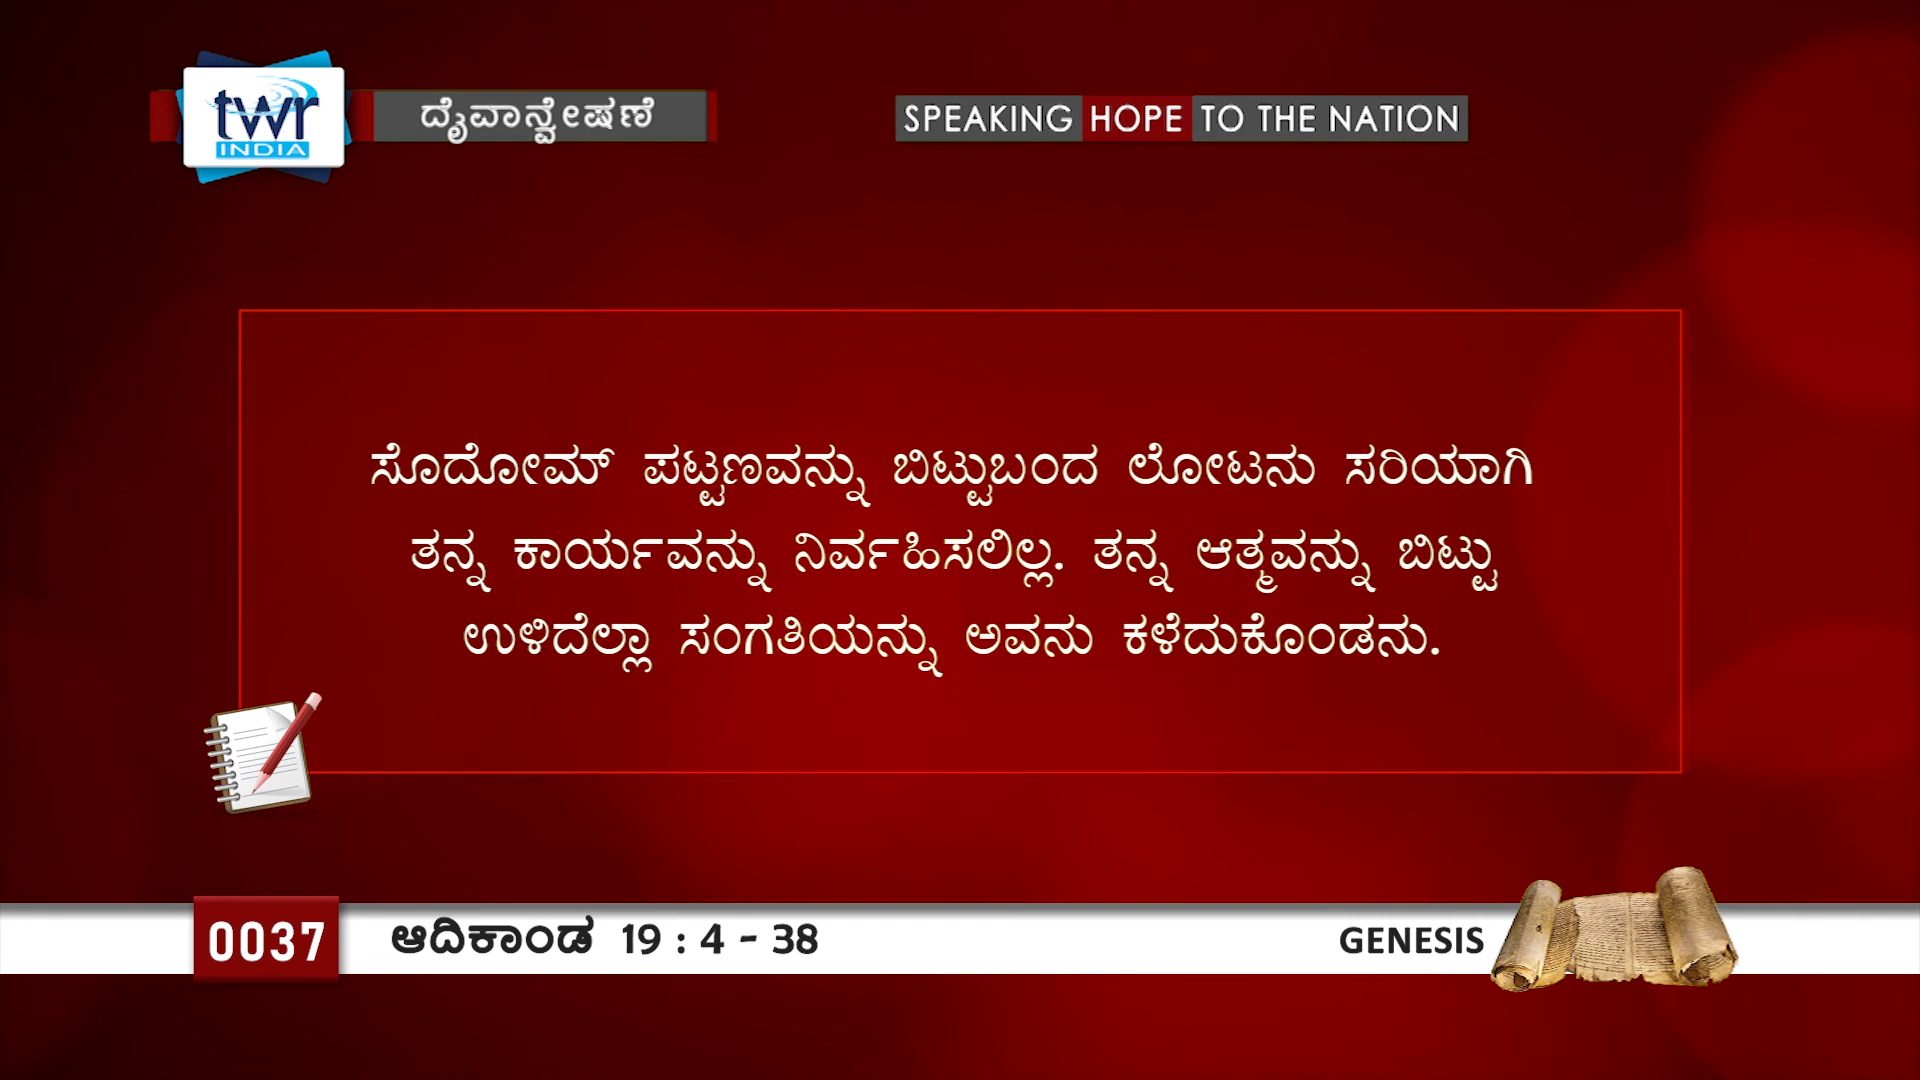 twr
INDIA
ದೈವಾನ್ವೇಷಣೆ
SPEAKING HOPE TO THE NATION
ಸೊದೋಮ್ ಪಟ್ಟಣವನ್ನು ಬಿಟ್ಟುಬಂದ ಲೋಟನು ಸರಿಯಾಗಿ
ತನ್ನ ಕಾರ್ಯವನ್ನು ನಿರ್ವಹಿಸಲಿಲ್ಲ. ತನ್ನ ಆತ್ಮವನ್ನು ಬಿಟ್ಟು
ಉಳಿದೆಲ್ಲಾ ಸಂಗತಿಯನ್ನು ಅವನು ಕಳೆದುಕೊಂಡನು.
0037 ಆದಿಕಾಂಡ 19 : 4 - 38 GENESIS